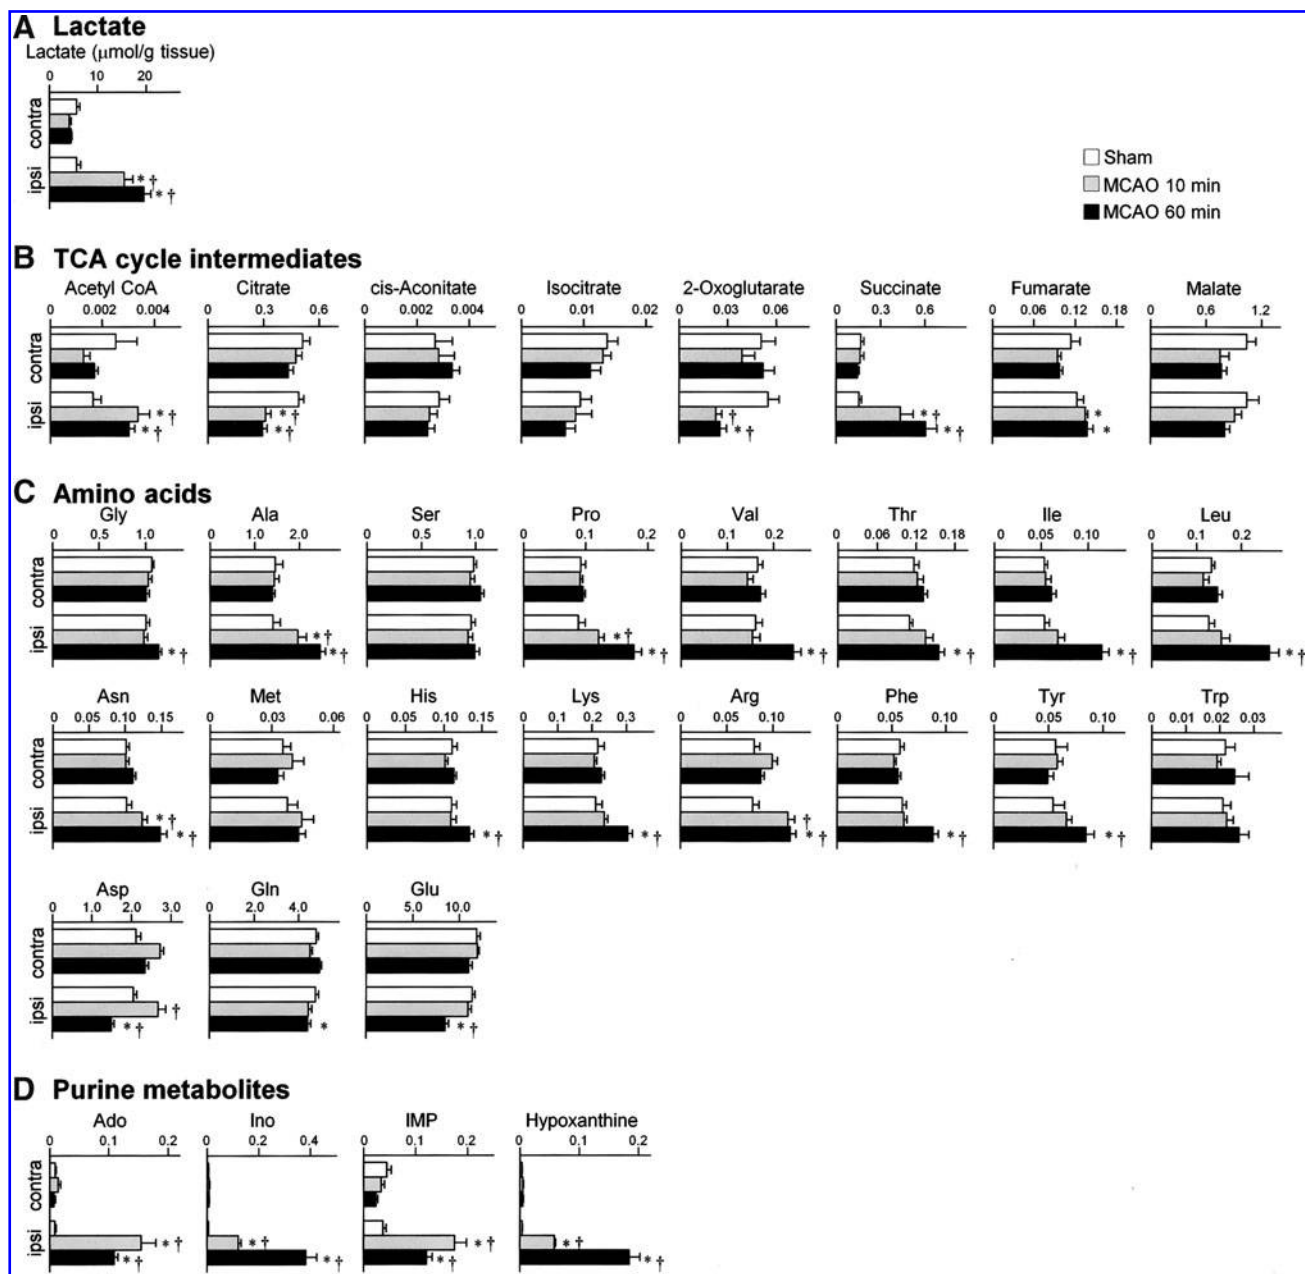 A Lactate
Lactate (μmol/g tissue)
0 10 20
contra
ipsi
* †
* †
Sham
MCAO 10 min
MCAO 60 min
B TCA cycle intermediates
Acetyl CoA Citrate cis-Aconitate Isocitrate 2-Oxoglutarate Succinate Fumarate Malate
0 0.002 0.004 0 0.3 0.6 0 0.002 0.004 0 0.01 0.02 0 0.03 0.06 0 0.3 0.6 0 0.06 0.12 0.18 0 0.6 1.2
contra
ipsi
* † * † † * † *
* † * † * † * † *
C Amino acids
Gly Ala Ser Pro Val Thr Ile Leu
0 0.5 1.0 0 1.0 2.0 0 0.5 1.0 0 0.1 0.2 0 0.1 0.2 0 0.06 0.12 0.18 0 0.05 0.10 0 0.1 0.2
contra
ipsi
* † * †
* † * † * † * † * † * † * †
Asn Met His Lys Arg Phe Tyr Trp
0 0.05 0.10 0.15 0 0.03 0.06 0 0.05 0.10 0.15 0 0.1 0.2 0.3 0 0.05 0.10 0 0.05 0.10 0 0.05 0.10 0 0.01 0.02 0.03
contra
ipsi
* † †
* † * † * † * † * † * †
Asp Gln Glu
0 1.0 2.0 3.0 0 2.0 4.0 0 5.0 10.0
contra
ipsi
†
* † * * †
D Purine metabolites
Ado Ino IMP Hypoxanthine
0 0.1 0.2 0 0.2 0.4 0 0.1 0.2 0 0.1 0.2
contra
ipsi
* † * † * † * †
* † * † * † * †